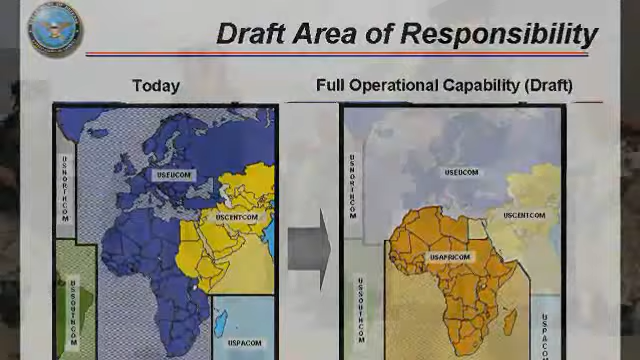 Draft Area of Responsibility
Today
Full Operational Capability (Draft)
USNORTHCOM
USEUCOM
USCENTCOM
USSOUTHCOM
USPACOM
USNORTHCOM
USEUCOM
USCENTCOM
USAFRICOM
USSOUTHCOM
USPACO